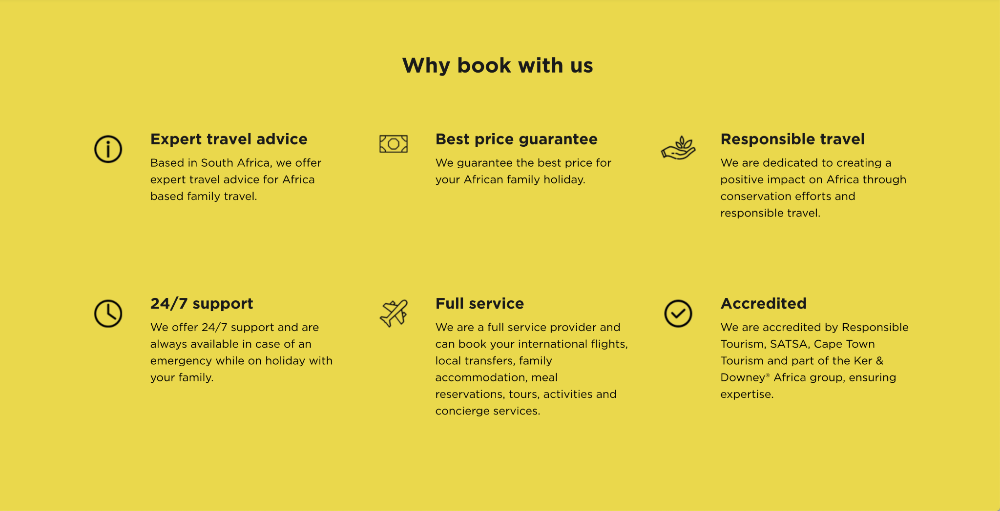 Why book with us
Expert travel advice
Based in South Africa, we offer
expert travel advice for Africa
based family travel.
Best price guarantee
We guarantee the best price for
your African family holiday.
Responsible travel
We are dedicated to creating a
positive impact on Africa through
conservation efforts and
responsible travel.
24/7 support
We offer 24/7 support and are
always available in case of an
emergency while on holiday with
your family.
Full service
We are a full service provider and
can book your international flights,
local transfers, family
accommodation, meal
reservations, tours, activities and
concierge services.
Accredited
We are accredited by Responsible
Tourism, SATSA, Cape Town
Tourism and part of the Ker &
Downey® Africa group, ensuring
expertise.